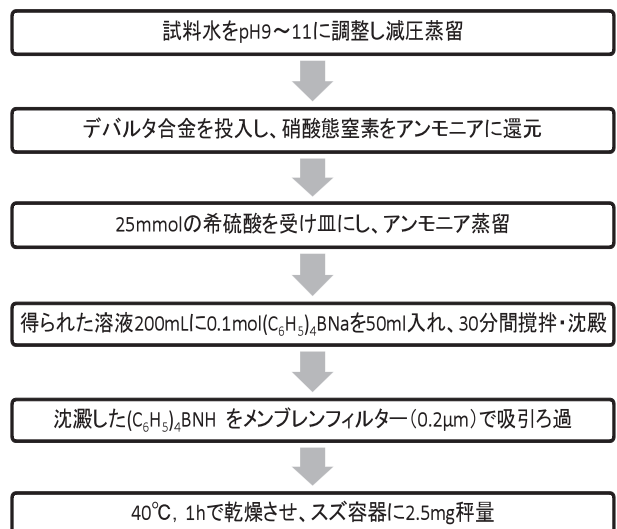 試料水をpH9～11に調整し減圧蒸留
デバルタ合金を投入し、硝酸態窒素をアンモニアに還元
25mmolの希硫酸を受け皿にし、アンモニア蒸留
得られた溶液200mLに0.1mol(C₆H₅)₄BNaを50ml入れ、30分間撹拌・沈殿
沈澱した(C₆H₅)₄BNH をメンブレンフィルター（0.2μm）で吸引ろ過
40℃，1hで乾燥させ、スズ容器に2.5mg秤量